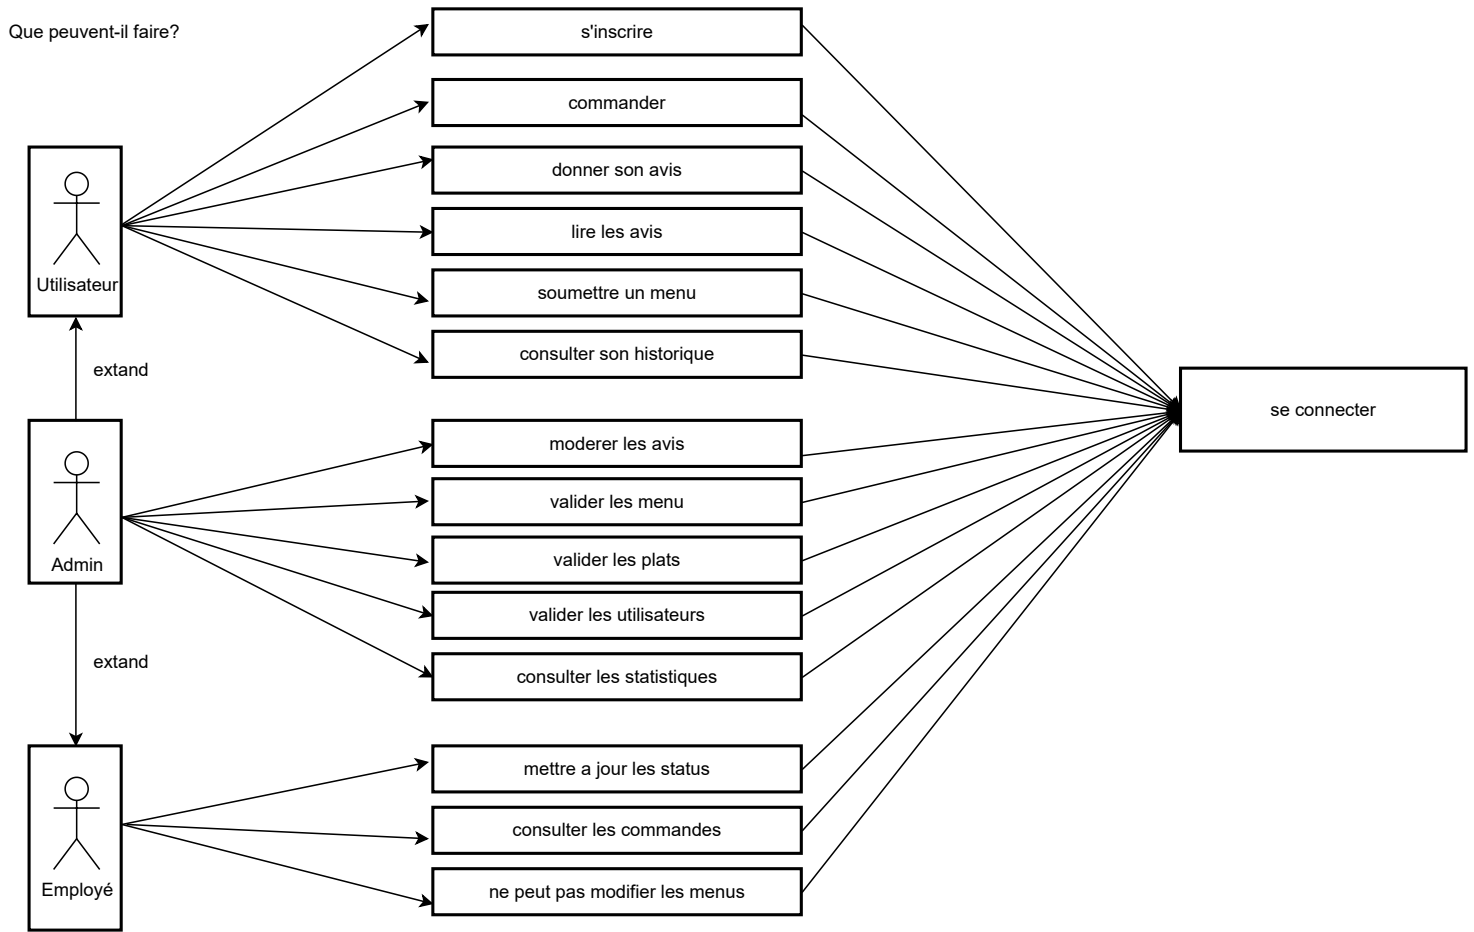 Que peuvent-il faire?
s'inscrire
commander
donner son avis
lire les avis
soumettre un menu
consulter son historique
Utilisateur
extand
Admin
moderer les avis
valider les menu
valider les plats
valider les utilisateurs
consulter les statistiques
extand
Employé
mettre a jour les status
consulter les commandes
ne peut pas modifier les menus
se connecter